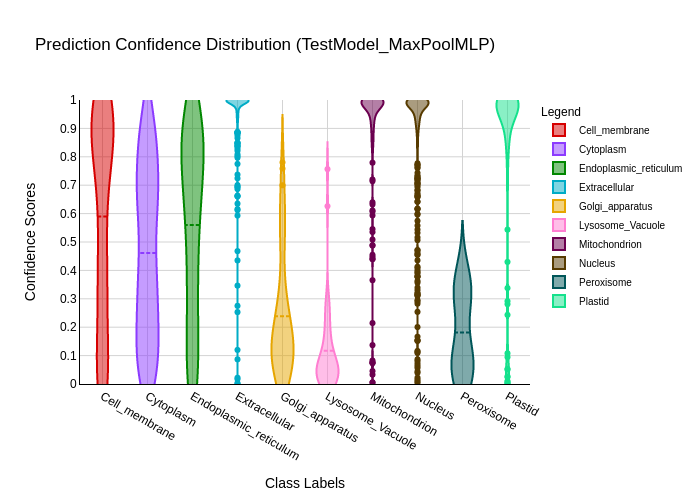 Prediction Confidence Distribution (TestModel_MaxPoolMLP)
Confidence Scores
1
0.9
0.8
0.7
0.6
0.5
0.4
0.3
0.2
0.1
0
Cell_membrane
Cytoplasm
Endoplasmic_reticulum
Extracellular
Golgi_apparatus
Lysosome_Vacuole
Mitochondrion
Nucleus
Peroxisome
Plastid
Class Labels
Legend
Cell_membrane
Cytoplasm
Endoplasmic_reticulum
Extracellular
Golgi_apparatus
Lysosome_Vacuole
Mitochondrion
Nucleus
Peroxisome
Plastid